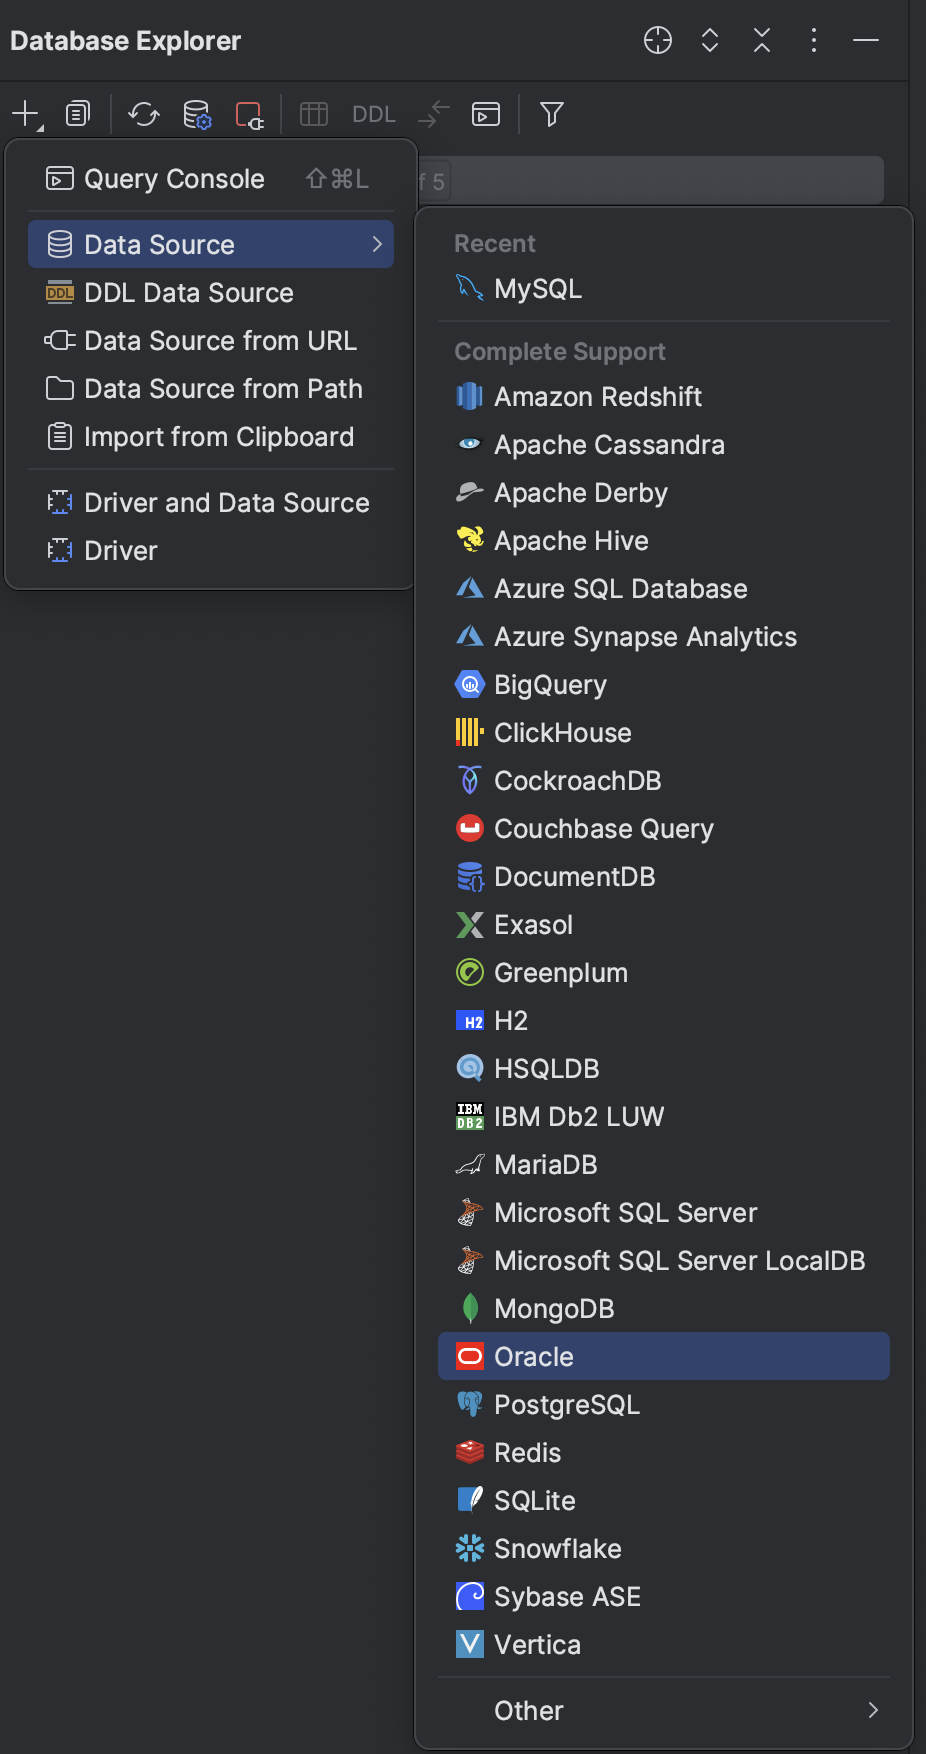 Database Explorer
DDL
Query Console ⇧⌘L
f 5
Data Source
DDL Data Source
Data Source from URL
Data Source from Path
Import from Clipboard
Driver and Data Source
Driver
Recent
MySQL
Complete Support
Amazon Redshift
Apache Cassandra
Apache Derby
Apache Hive
Azure SQL Database
Azure Synapse Analytics
BigQuery
ClickHouse
CockroachDB
Couchbase Query
DocumentDB
Exasol
Greenplum
H2
HSQLDB
IBM Db2 LUW
MariaDB
Microsoft SQL Server
Microsoft SQL Server LocalDB
MongoDB
Oracle
PostgreSQL
Redis
SQLite
Snowflake
Sybase ASE
Vertica
Other